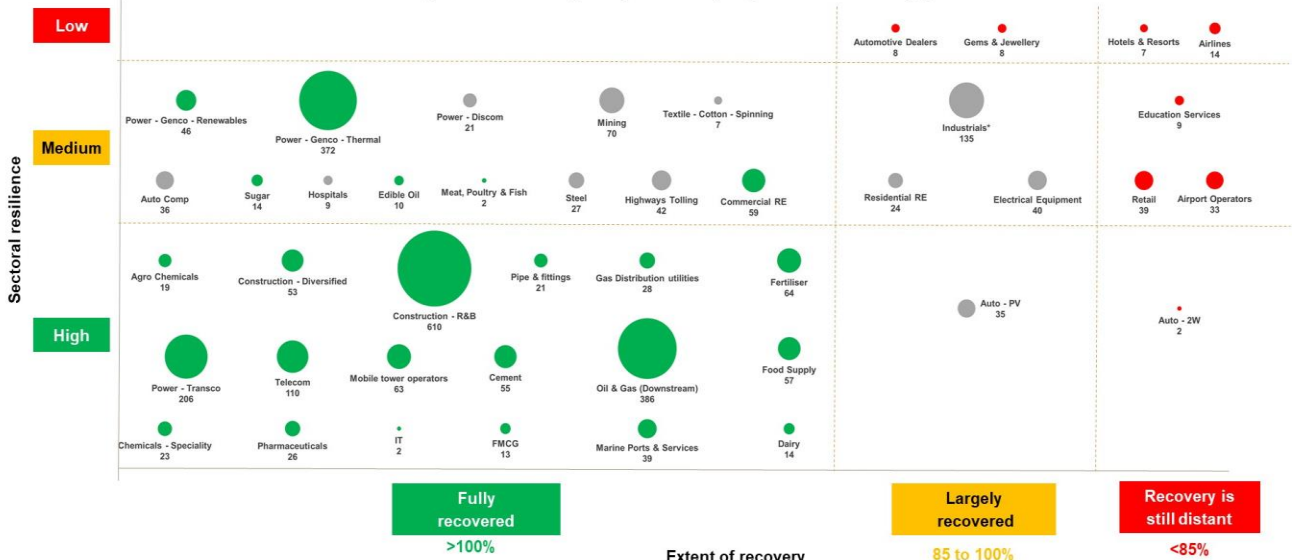 Low
Automotive Dealers
8
Gems & Jewellery
8
Hotels & Resorts
7
Airlines
14
Sectoral resilience
Medium
Power - Genco - Renewables
46
Power - Genco - Thermal
372
Power - Discom
21
Mining
70
Textile - Cotton - Spinning
7
Industrials*
135
Education Services
9
Auto Comp
36
Sugar
14
Hospitals
9
Edible Oil
10
Meat, Poultry & Fish
2
Steel
27
Highways Tolling
42
Commercial RE
59
Residential RE
24
Electrical Equipment
40
Retail
39
Airport Operators
33
High
Agro Chemicals
19
Construction - Diversified
53
Construction - R&B
610
Pipe & fittings
21
Gas Distribution utilities
28
Fertiliser
64
Auto - PV
35
Auto - 2W
2
Power - Transco
206
Telecom
110
Mobile tower operators
63
Cement
55
Oil & Gas (Downstream)
386
Food Supply
57
Chemicals - Speciality
23
Pharmaceuticals
26
IT
2
FMCG
13
Marine Ports & Services
39
Dairy
14
Fully
recovered
>100%
Extent of recovery
Largely
recovered
85 to 100%
Recovery is
still distant
<85%